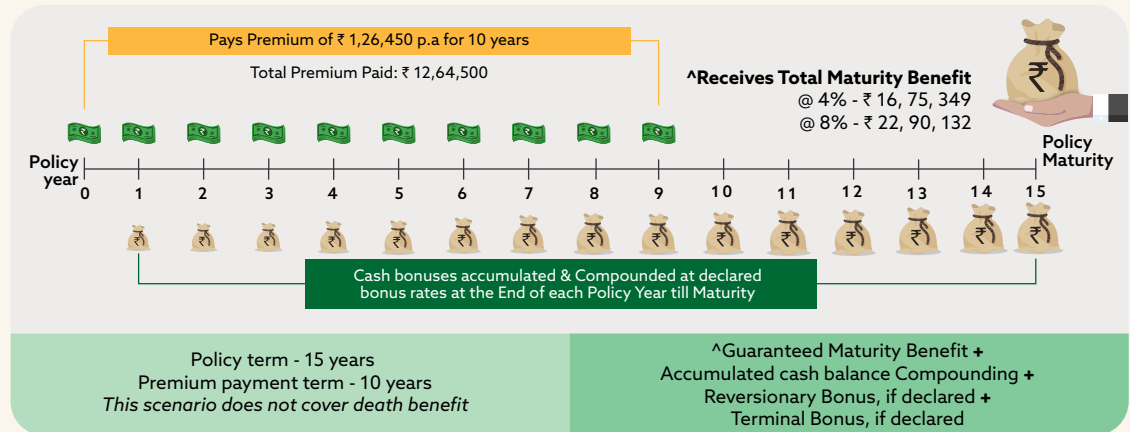 Pays Premium of ₹ 1,26,450 p.a for 10 years
Total Premium Paid: ₹ 12,64,500
^Receives Total Maturity Benefit
@ 4% - ₹ 16, 75, 349
@ 8% - ₹ 22, 90, 132
₹
Policy
Maturity
Policy
year
0 1 2 3 4 5 6 7 8 9 10 11 12 13 14 15
Cash bonuses accumulated & Compounded at declared
bonus rates at the End of each Policy Year till Maturity
Policy term - 15 years
Premium payment term - 10 years
This scenario does not cover death benefit
^Guaranteed Maturity Benefit +
Accumulated cash balance Compounding +
Reversionary Bonus, if declared +
Terminal Bonus, if declared